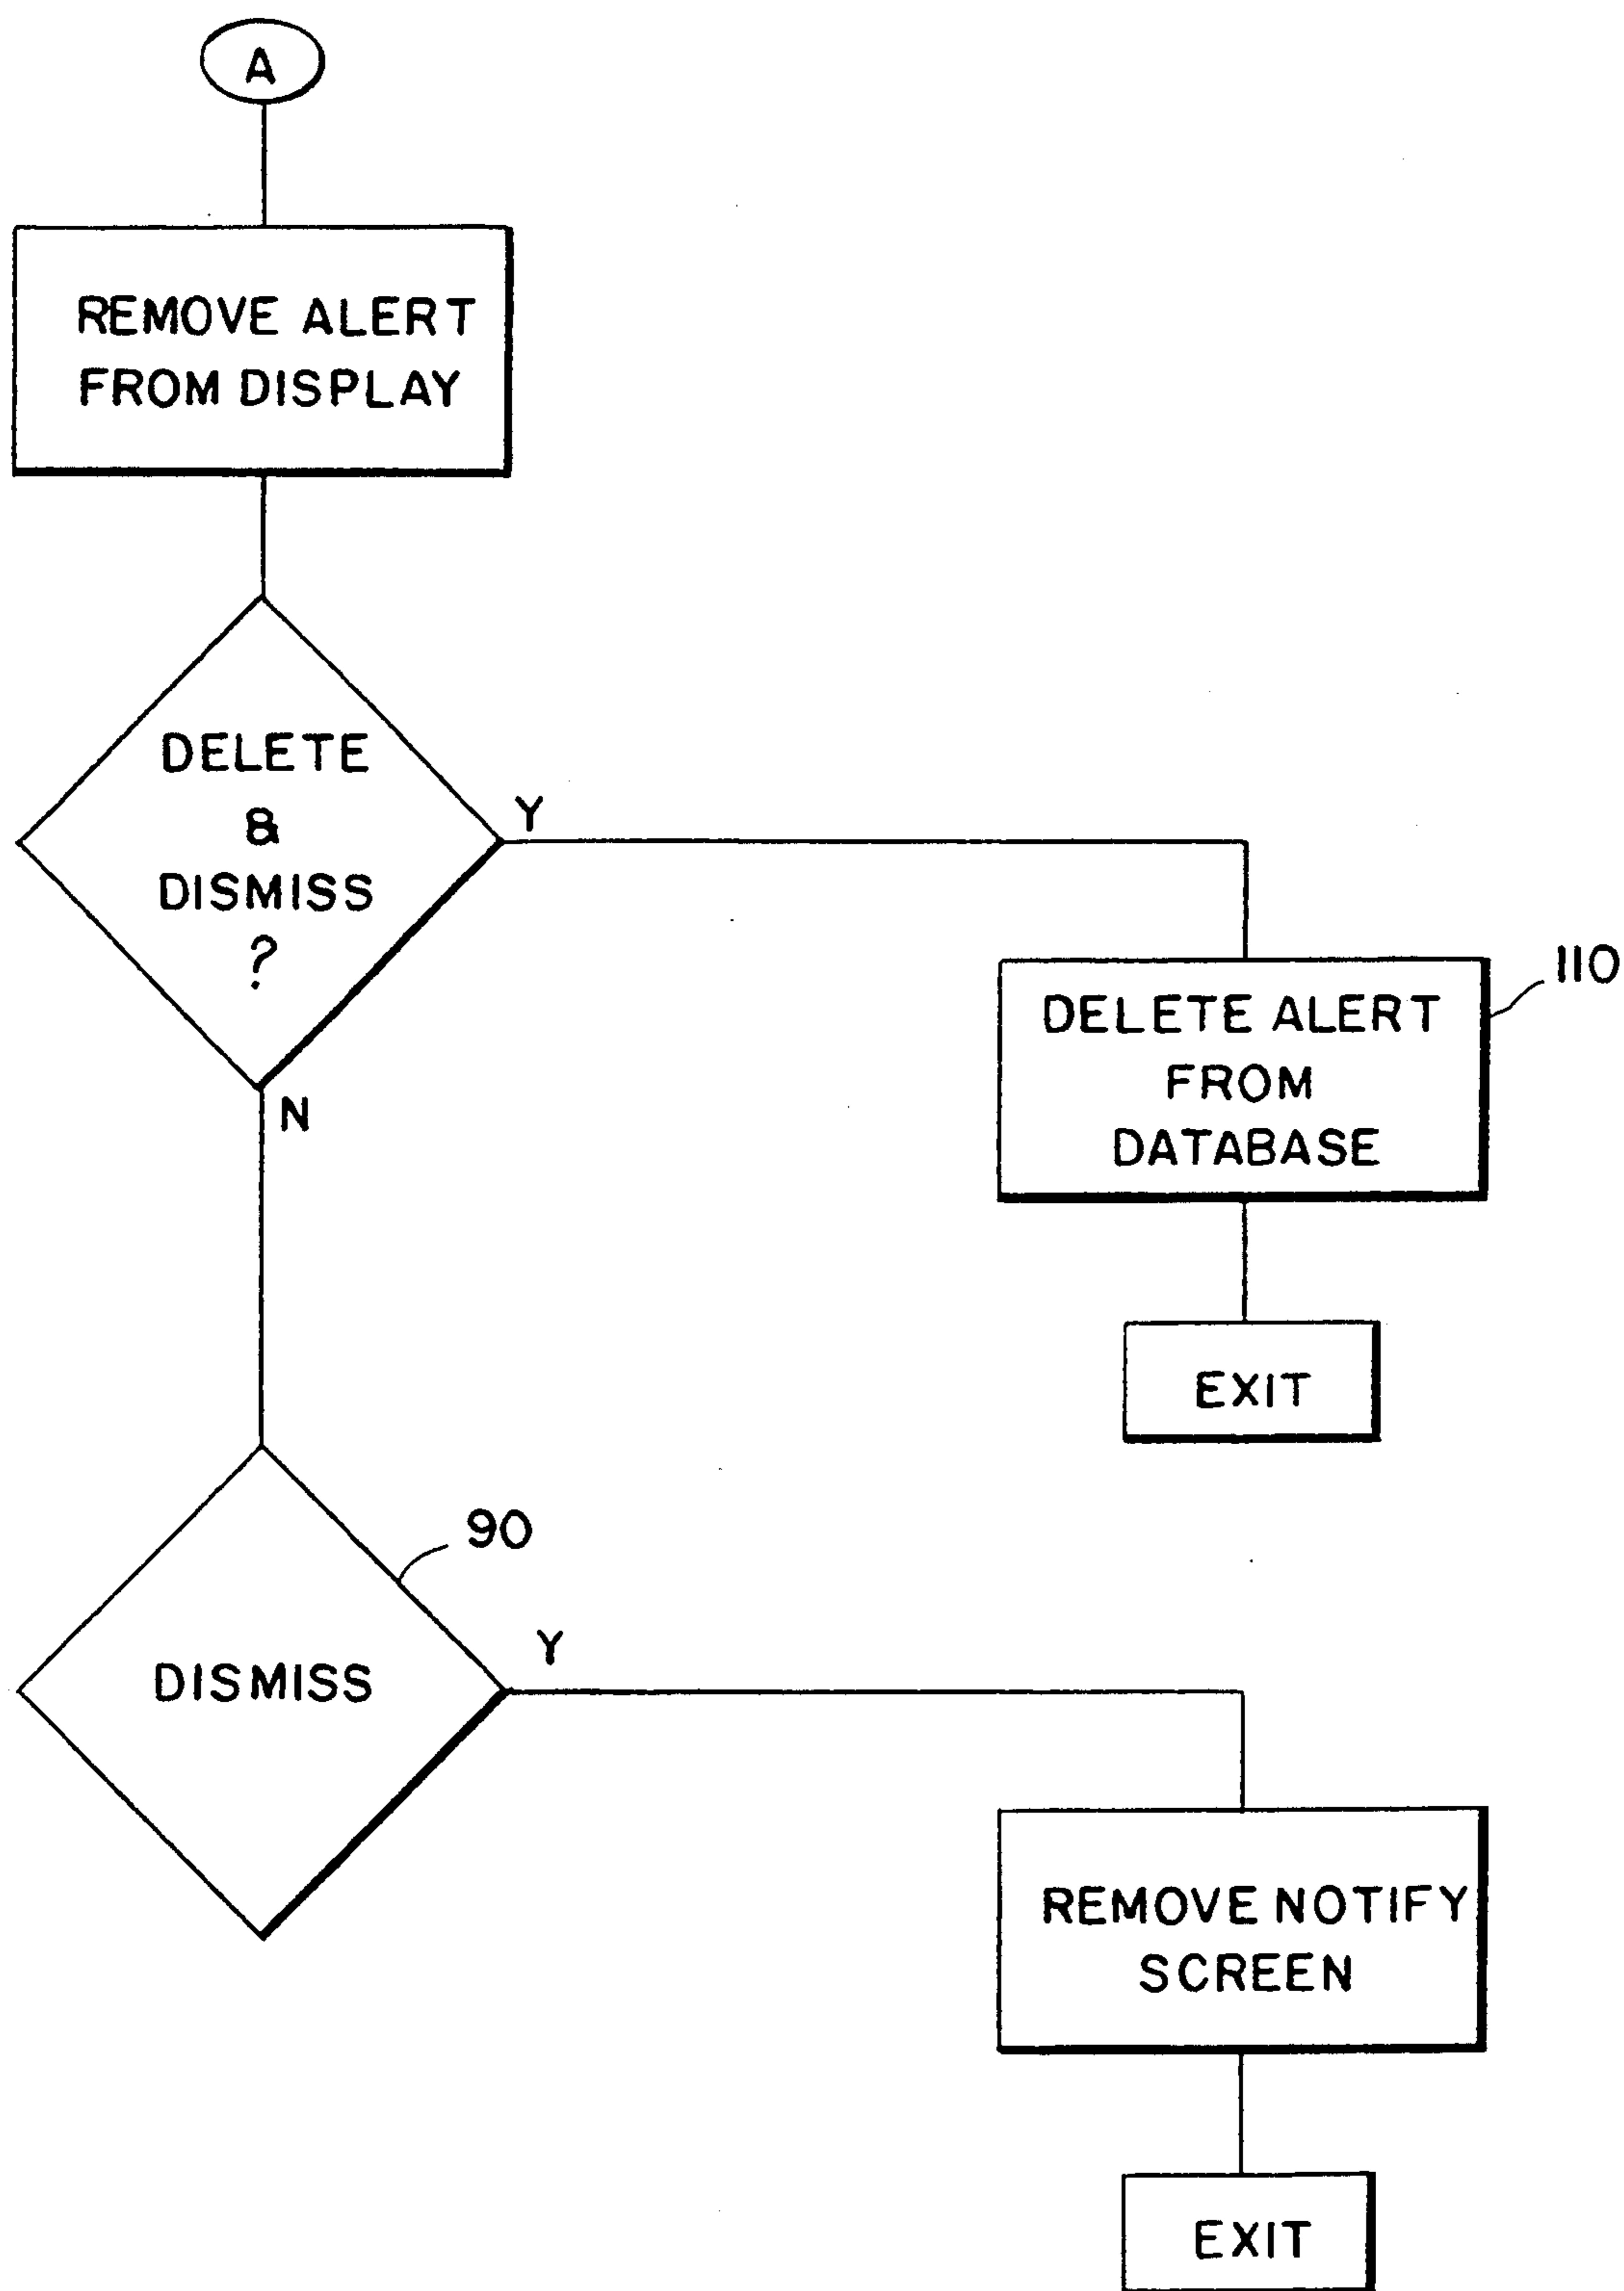 A
REMOVE ALERT
FROM DISPLAY
DELETE
&
DISMISS
?
Y
N
110
DELETE ALERT
FROM
DATABASE
EXIT
90
DISMISS
Y
REMOVE NOTIFY
SCREEN
EXIT